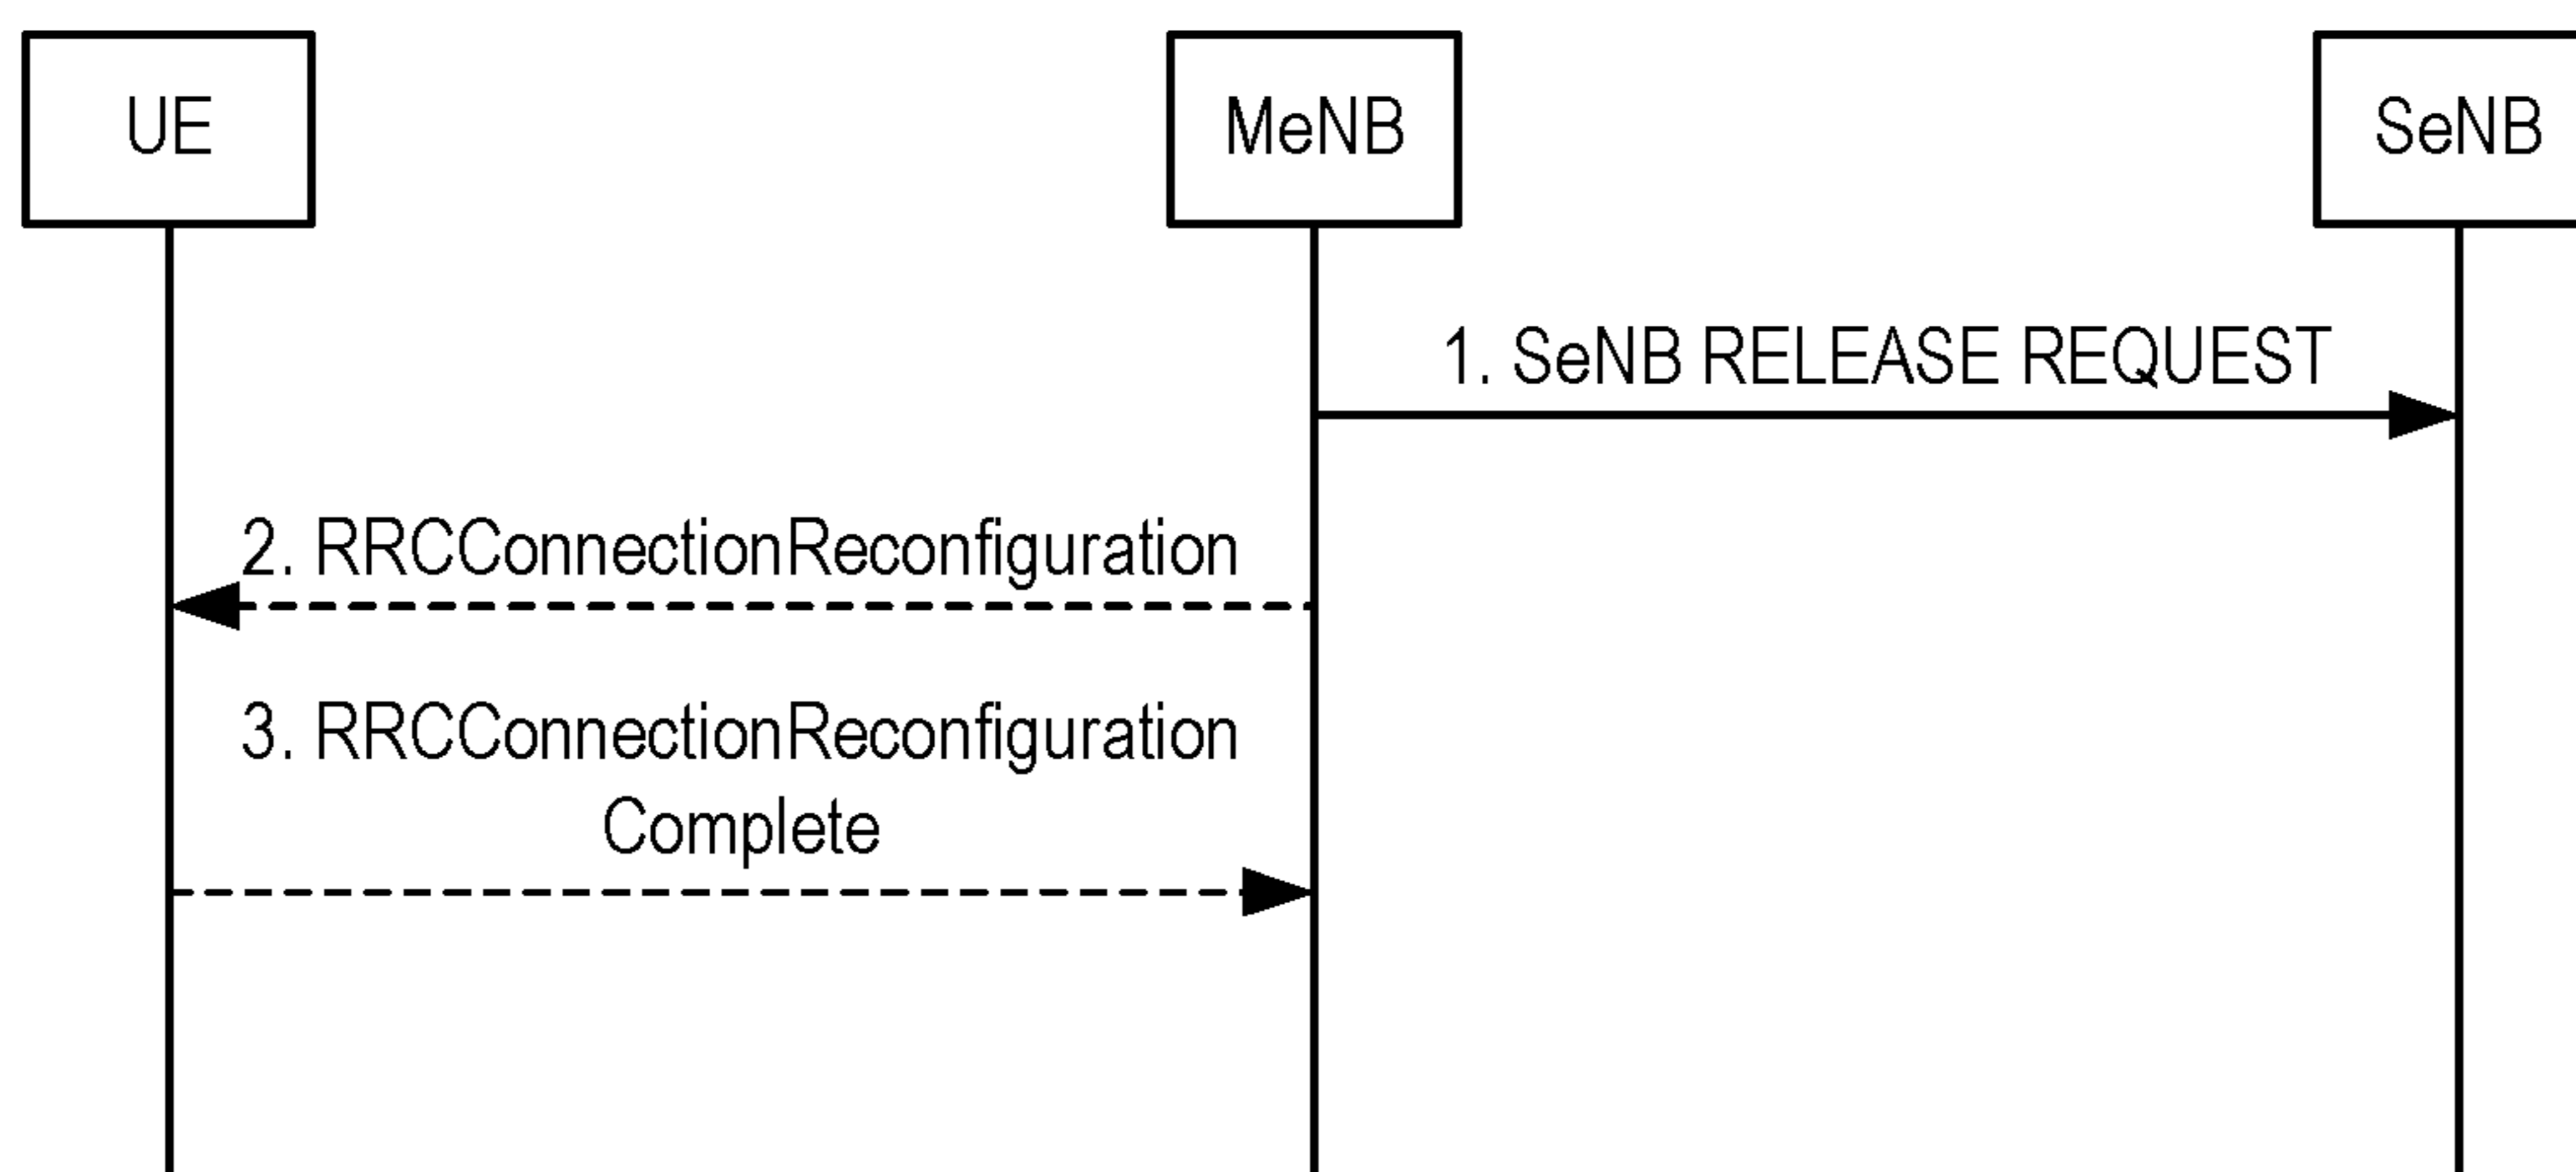 UE
MeNB
SeNB
1. SeNB RELEASE REQUEST
2. RRCConnectionReconfiguration
3. RRCConnectionReconfiguration
Complete